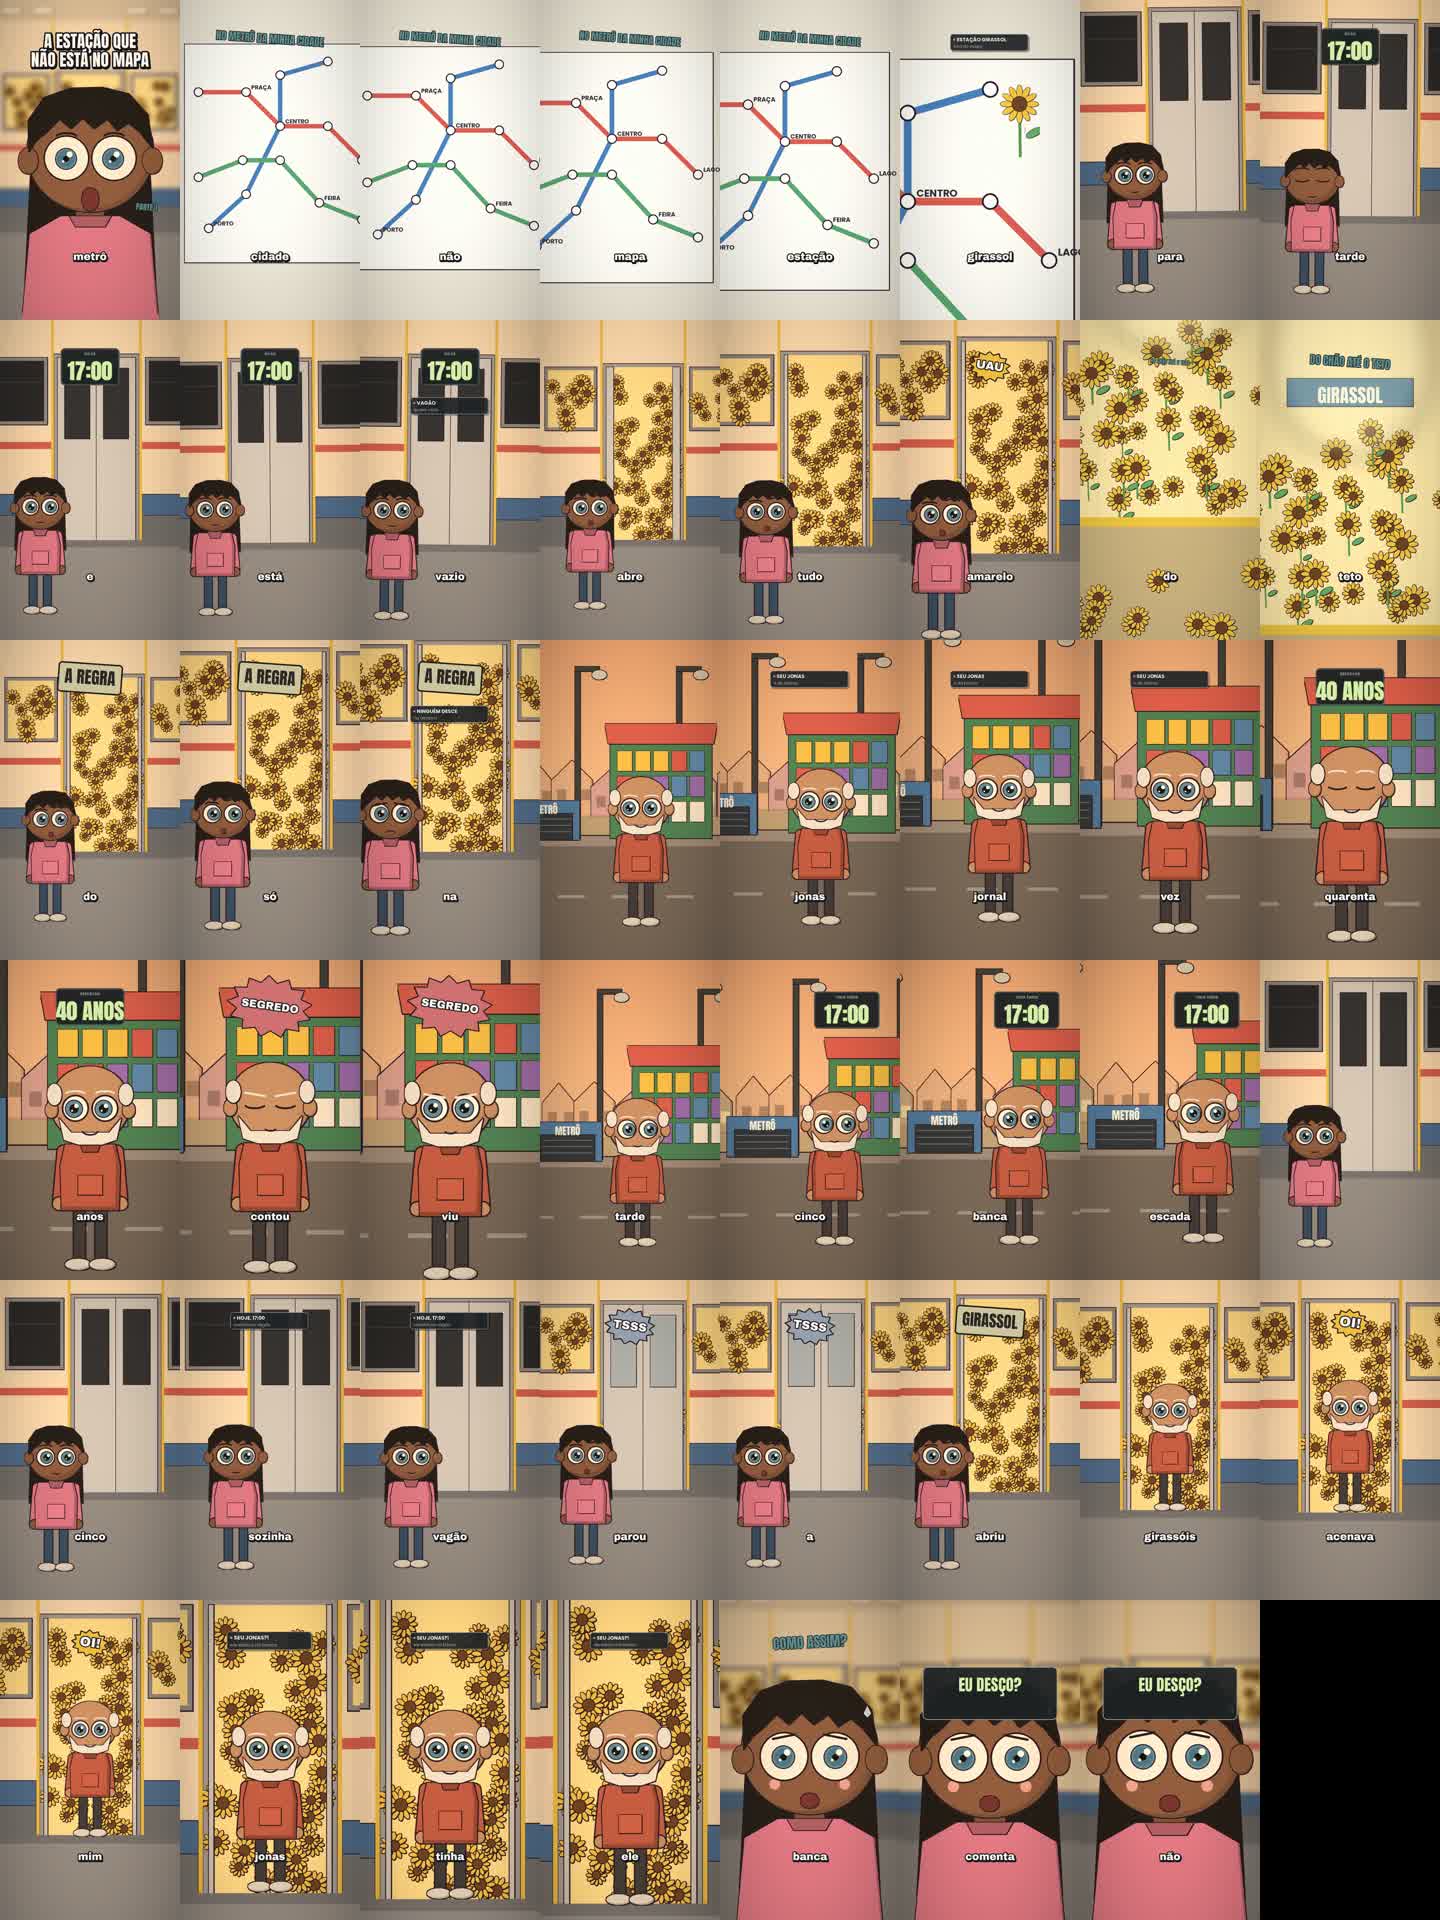 A ESTAÇÃO QUE
NÃO ESTÁ NO MAPA
metrô
NO METRÔ DA MINHA CIDADE
PRAÇA
CENTRO
FEIRA
PORTO
cidade
NO METRÔ DA MINHA CIDADE
PRAÇA
CENTRO
FEIRA
PORTO
não
NO METRÔ DA MINHA CIDADE
PRAÇA
CENTRO
LAGO
FEIRA
PORTO
mapa
NO METRÔ DA MINHA CIDADE
PRAÇA
CENTRO
LAGO
FEIRA
estação
ESTAÇÃO GIRASSOL
CENTRO
LAGO
girassol
para
17:00
tarde
17:00
e
17:00
está
17:00
VAGÃO
vazio
abre
tudo
UAU
amarelo
do
DO CHÃO ATÉ O TETO
GIRASSOL
teto
A REGRA
do
A REGRA
só
A REGRA
NINGUÉM DESCE
na
SEU JONAS
jonas
SEU JONAS
jornal
SEU JONAS
vez
40 ANOS
quarenta
40 ANOS
anos
SEGREDO
contou
SEGREDO
viu
METRÔ
tarde
17:00
METRÔ
cinco
17:00
METRÔ
banca
17:00
METRÔ
escada
cinco
HOJE, 17:00
sozinha
HOJE, 17:00
vagão
TSSS
parou
TSSS
a
GIRASSOL
abriu
girassóis
OI!
acenava
OI!
mim
SEU JONAS?!
jonas
SEU JONAS?!
tinha
SEU JONAS?!
ele
COMO ASSIM?
banca
EU DESÇO?
comenta
EU DESÇO?
não